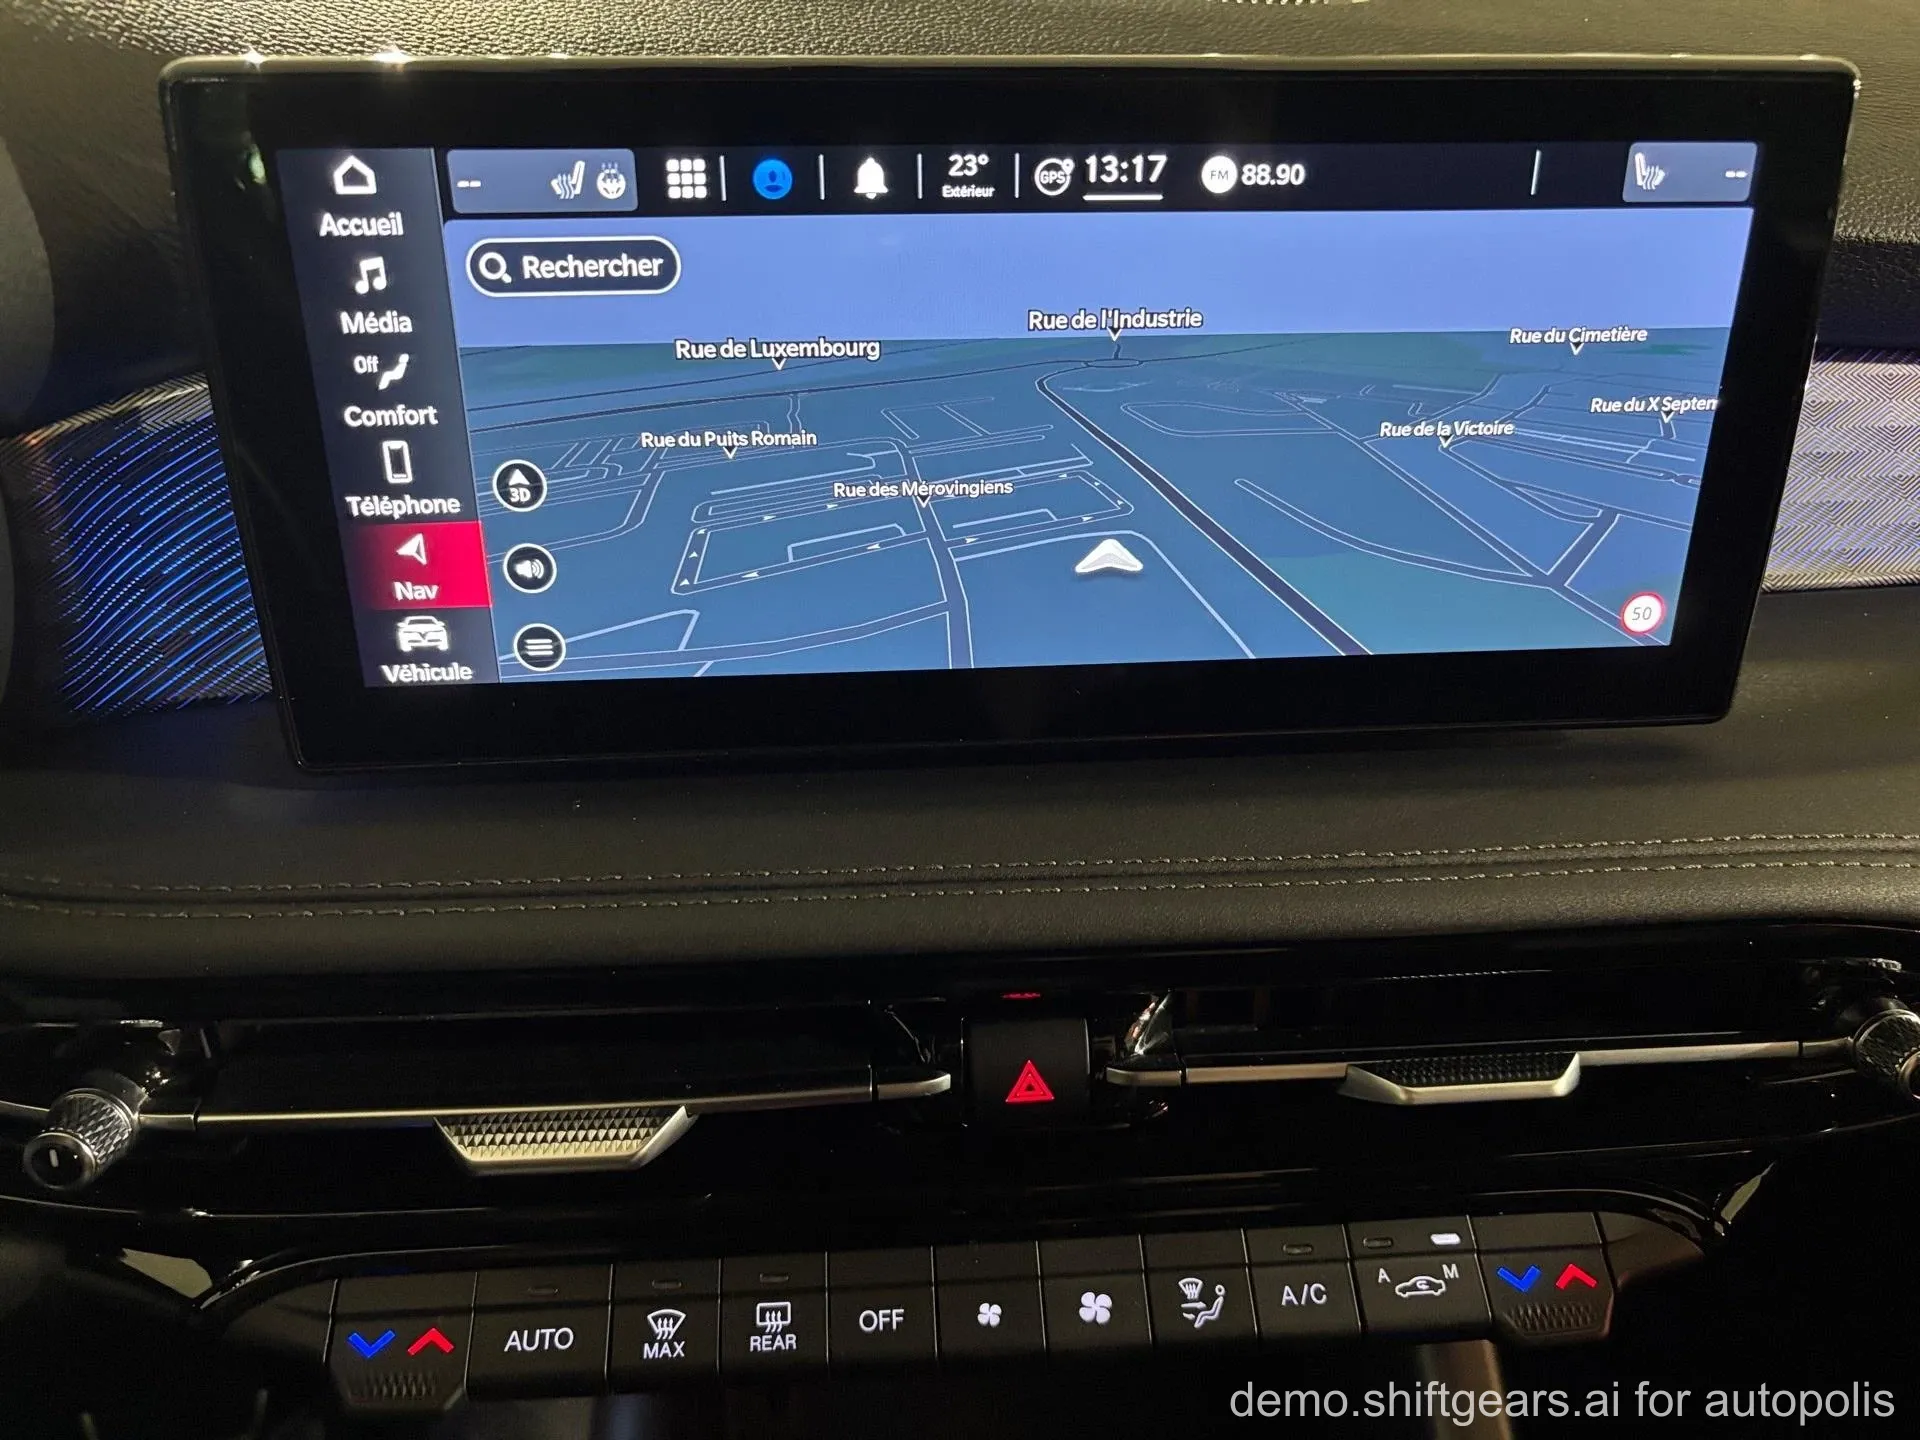 Accueil
Média
Off
Comfort
Téléphone
Nav
Véhicule
--
23°
Extérieur
GPS
13:17
FM
88.90
--
Rechercher
Rue de l'Industrie
Rue du Cimetière
Rue de Luxembourg
Rue du X Septem
Rue de la Victoire
Rue du Puits Romain
Rue des Mérovingiens
3D
50
AUTO
MAX
REAR
OFF
A/C
A
M
demo.shiftgears.ai for autopolis